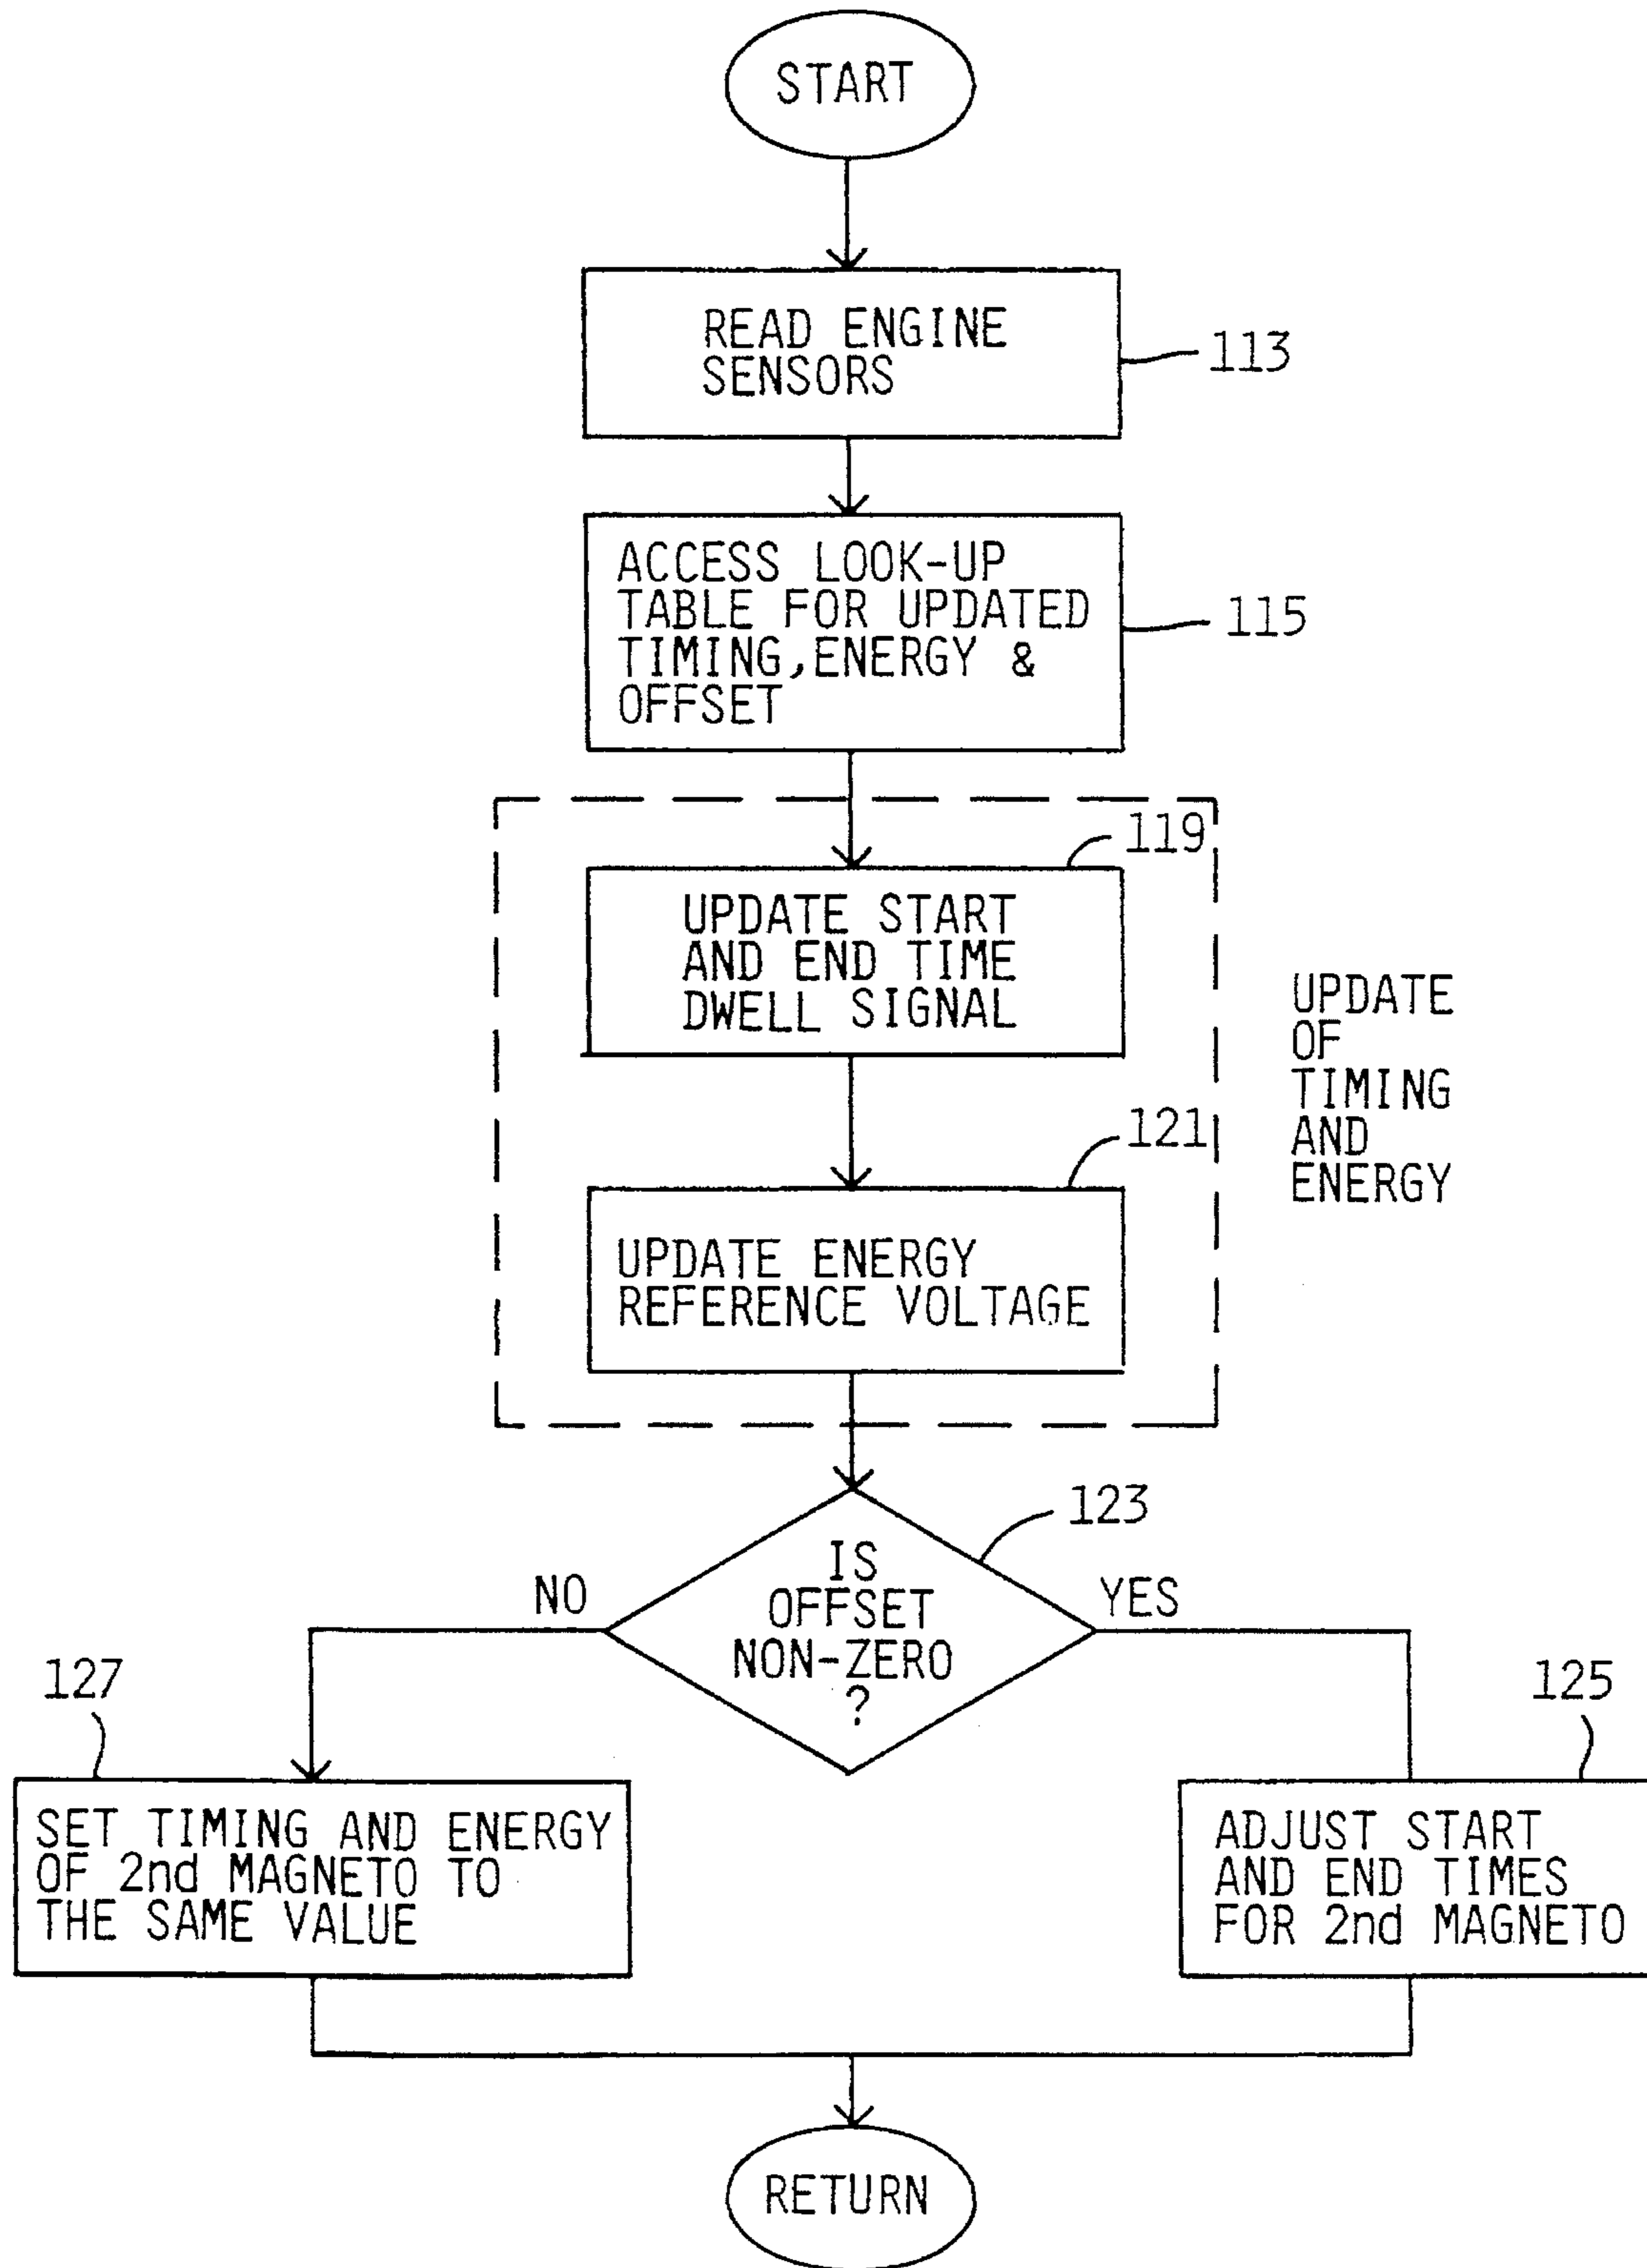 START
READ ENGINE
SENSORS
113
ACCESS LOOK-UP
TABLE FOR UPDATED
TIMING, ENERGY &
OFFSET
115
119
UPDATE START
AND END TIME
DWELL SIGNAL
UPDATE
OF
TIMING
AND
ENERGY
121
UPDATE ENERGY
REFERENCE VOLTAGE
123
IS
OFFSET
NON-ZERO
?
NO
YES
127
125
SET TIMING AND ENERGY
OF 2nd MAGNETO TO
THE SAME VALUE
ADJUST START
AND END TIMES
FOR 2nd MAGNETO
RETURN